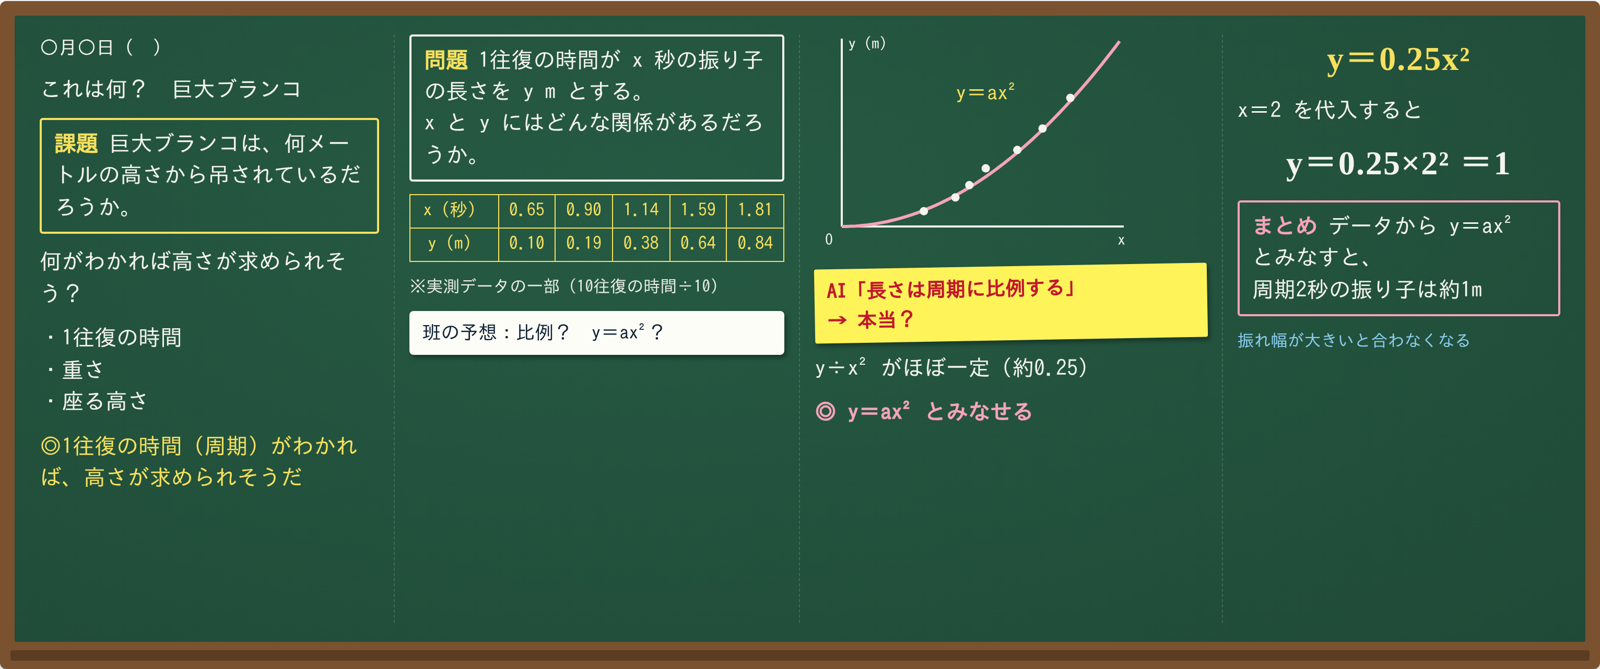 〇月〇日（　）
これは何？　巨大ブランコ
課題 巨大ブランコは、何メー
トルの高さから吊されているだ
ろうか。
何がわかれば高さが求められそ
う？
・1往復の時間
・重さ
・座る高さ
◎1往復の時間（周期）がわかれ
ば、高さが求められそうだ
問題 1往復の時間が x 秒の振り子
の長さを y m とする。
x と y にはどんな関係があるだろ
うか。
x（秒） 0.65 0.90 1.14 1.59 1.81
y（m） 0.10 0.19 0.38 0.64 0.84
※実測データの一部（10往復の時間÷10）
班の予想：比例？　y＝ax²？
y（m）
y＝ax²
0
x
AI「長さは周期に比例する」
→ 本当？
y÷x² がほぼ一定（約0.25）
◎ y＝ax² とみなせる
y＝0.25x²
x＝2 を代入すると
y＝0.25×2² ＝1
まとめ データから y＝ax²
とみなすと、
周期2秒の振り子は約1m
振れ幅が大きいと合わなくなる